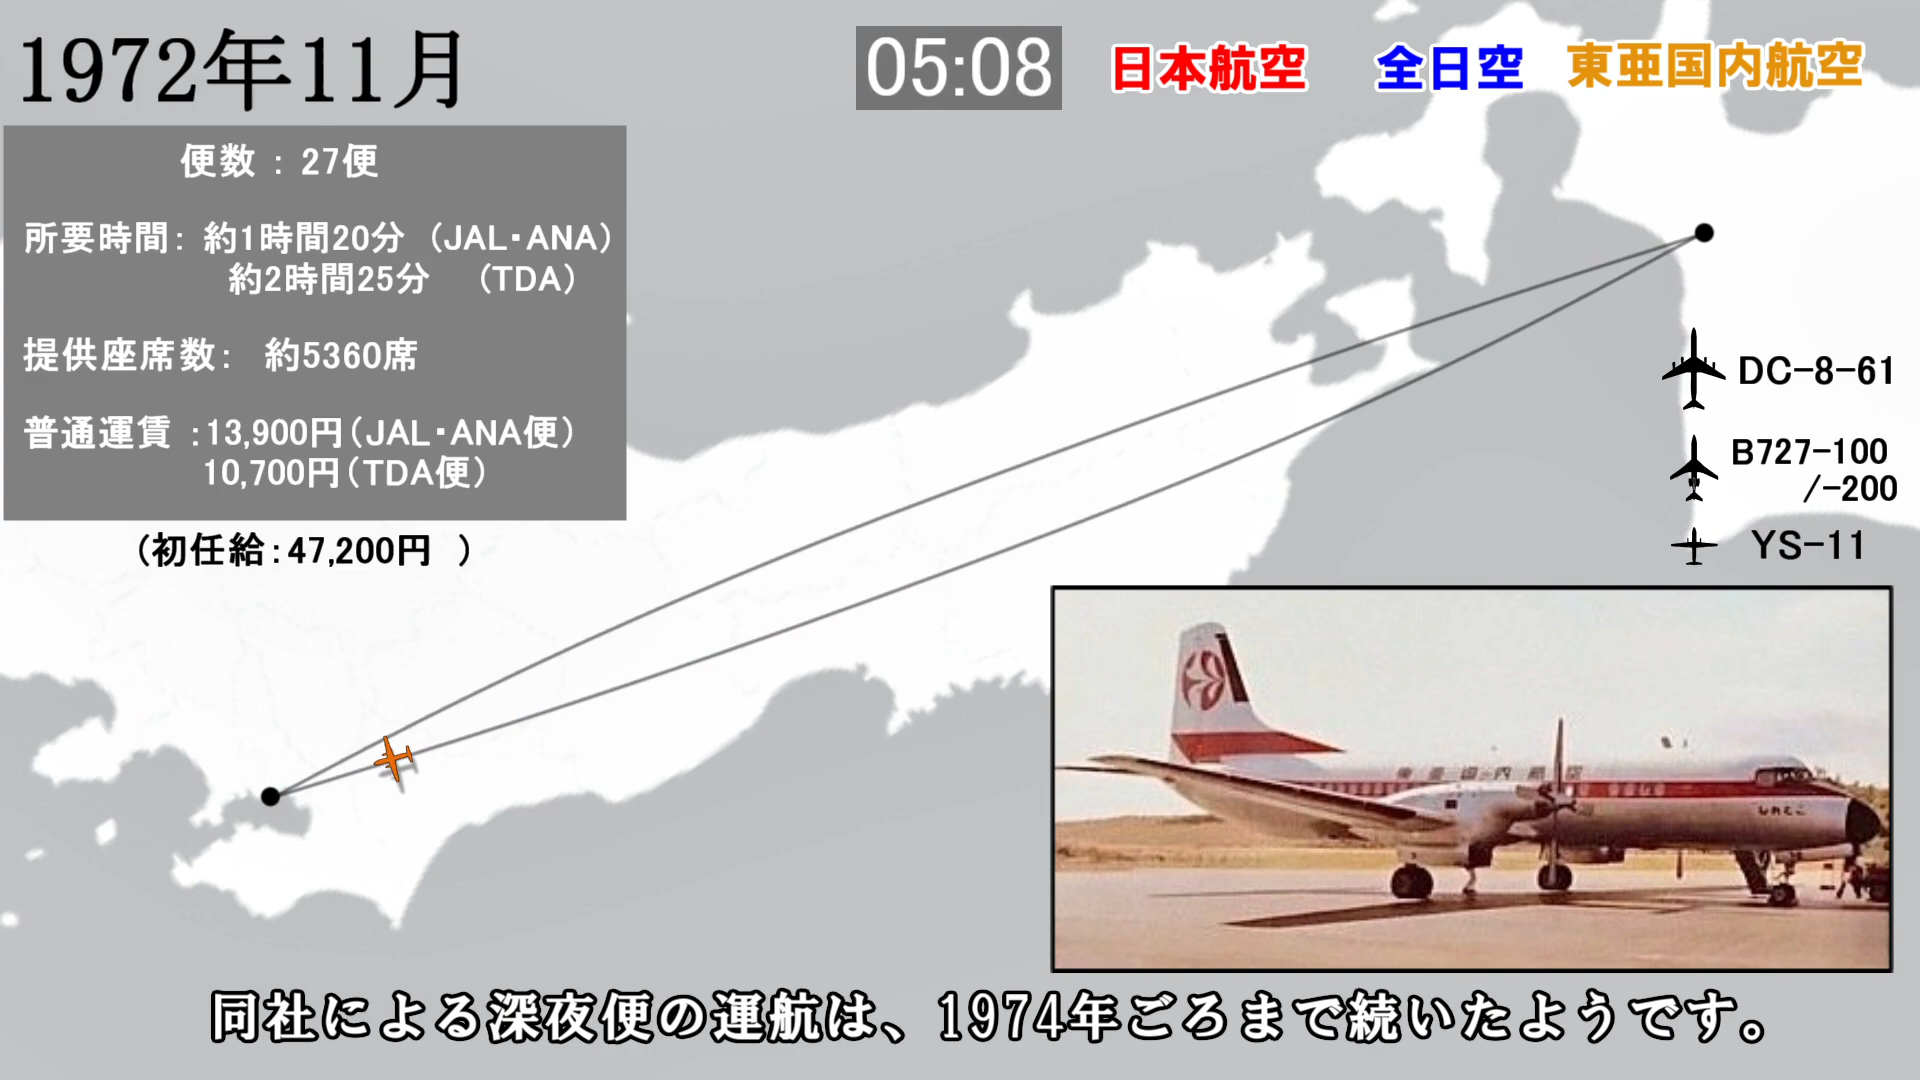 1972年11月
05:08
日本航空 全日空 東亜国内航空
便数 : 27便
所要時間: 約1時間20分 (JAL・ANA)
約2時間25分 (TDA)
提供座席数: 約5360席
普通運賃 :13,900円(JAL・ANA便)
10,700円(TDA便)
(初任給:47,200円 )
DC-8-61
B727-100
/-200
YS-11
東亜国内航空
しれとこ
同社による深夜便の運航は、1974年ごろまで続いたようです。